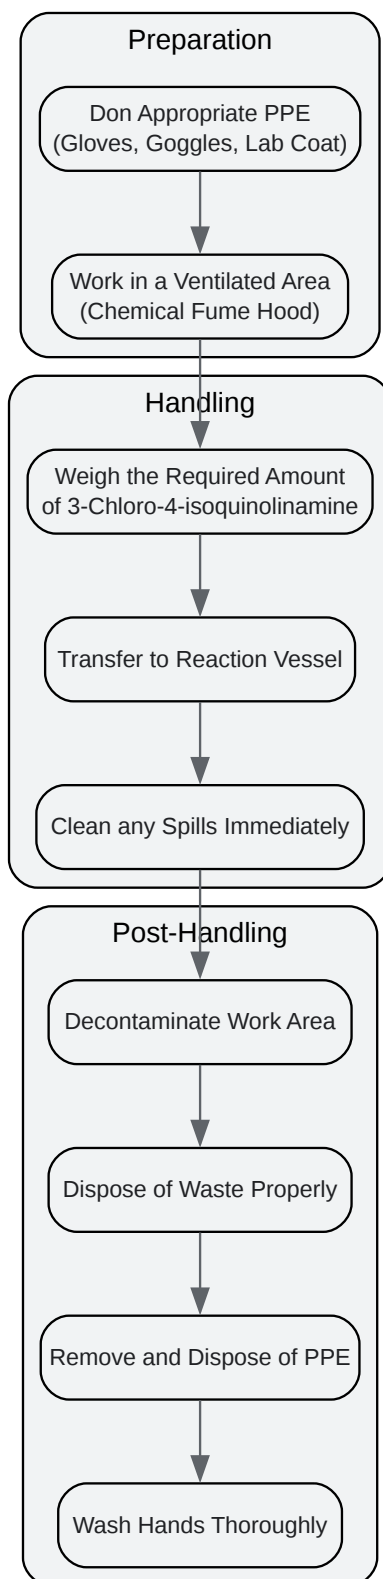 Preparation
Don Appropriate PPE
(Gloves, Goggles, Lab Coat)
Work in a Ventilated Area
(Chemical Fume Hood)
Handling
Weigh the Required Amount
of 3-Chloro-4-isoquinolinamine
Transfer to Reaction Vessel
Clean any Spills Immediately
Post-Handling
Decontaminate Work Area
Dispose of Waste Properly
Remove and Dispose of PPE
Wash Hands Thoroughly